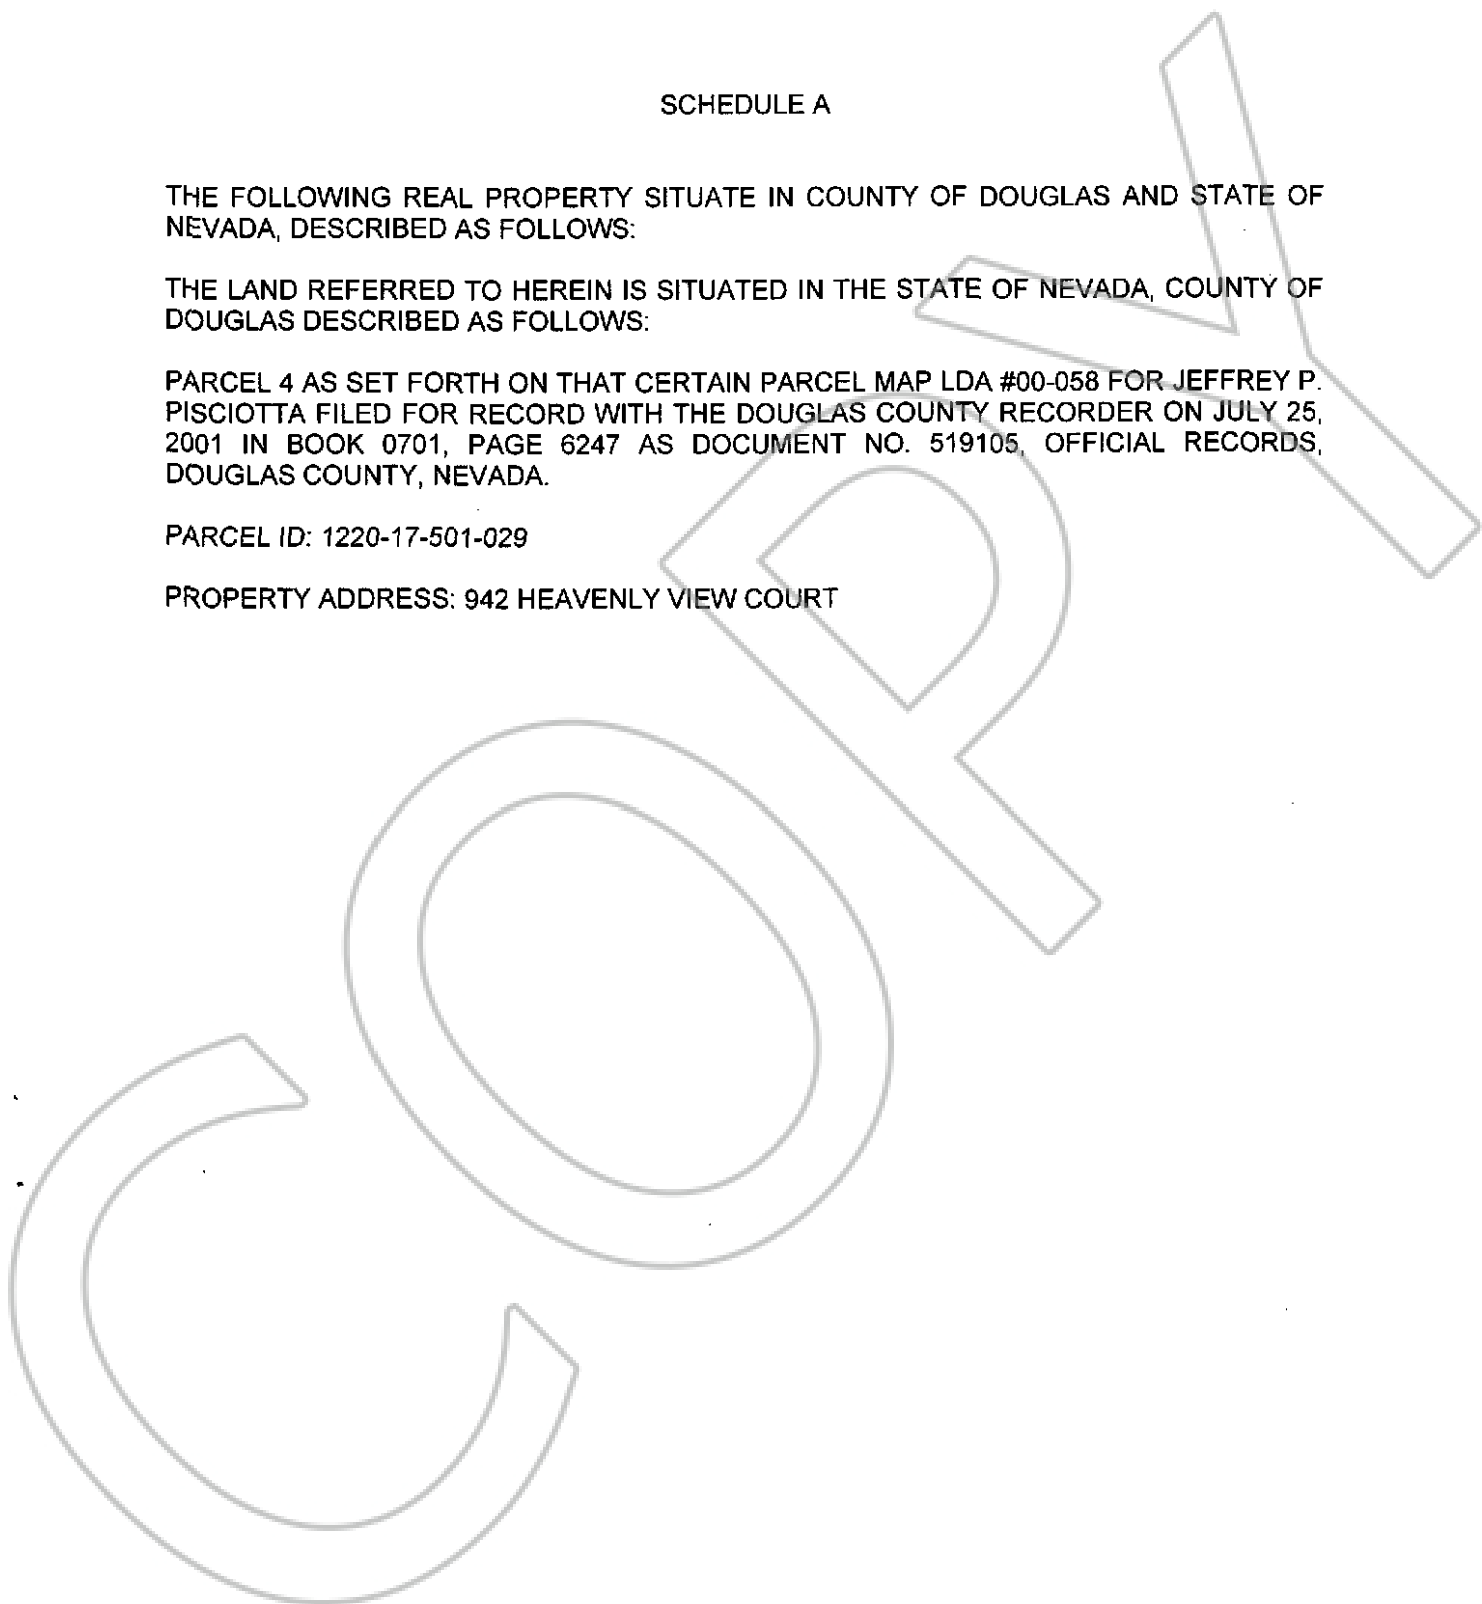 SCHEDULE A
THE FOLLOWING REAL PROPERTY SITUATE IN COUNTY OF DOUGLAS AND STATE OF
NEVADA, DESCRIBED AS FOLLOWS:
THE LAND REFERRED TO HEREIN IS SITUATED IN THE STATE OF NEVADA, COUNTY OF
DOUGLAS DESCRIBED AS FOLLOWS:
PARCEL 4 AS SET FORTH ON THAT CERTAIN PARCEL MAP LDA #00-058 FOR JEFFREY P.
PISCIOTTA FILED FOR RECORD WITH THE DOUGLAS COUNTY RECORDER ON JULY 25,
2001 IN BOOK 0701, PAGE 6247 AS DOCUMENT NO. 519105, OFFICIAL RECORDS,
DOUGLAS COUNTY, NEVADA.
PARCEL ID: 1220-17-501-029
PROPERTY ADDRESS: 942 HEAVENLY VIEW COURT
COPY